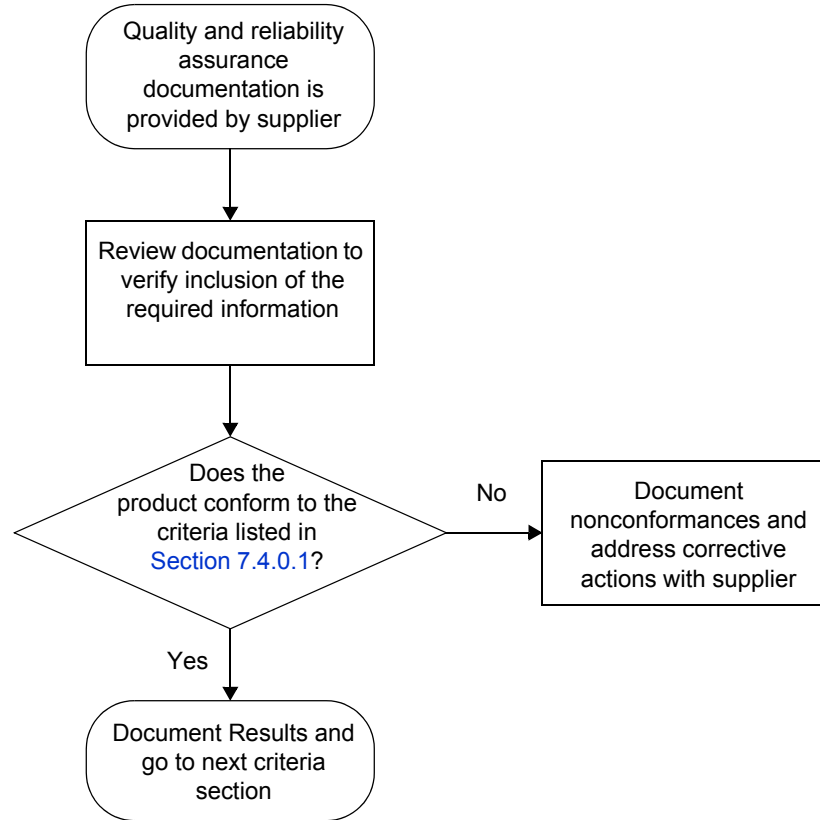 Quality and reliability
assurance
documentation is
provided by supplier
Review documentation to
verify inclusion of the
required information
Does the
product conform to the
criteria listed in
Section 7.4.0.1?
No
Document
nonconformances and
address corrective
actions with supplier
Yes
Document Results and
go to next criteria
section